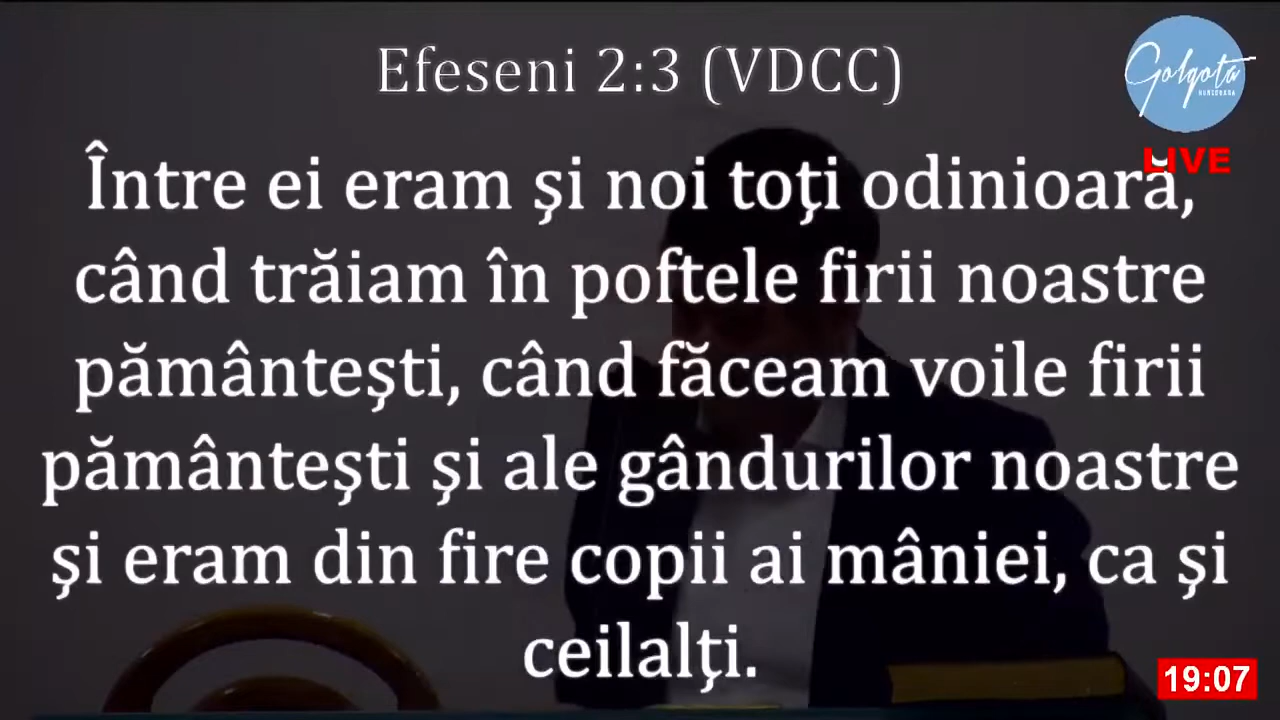 Efeseni 2:3 (VDCC)
Golgota
LIVE
Între ei eram şi noi toţi odinioară,
când trăiam în poftele firii noastre
pământeşti, când făceam voile firii
pământeşti şi ale gândurilor noastre
şi eram din fire copii ai mâniei, ca şi
ceilalţi.
19:07